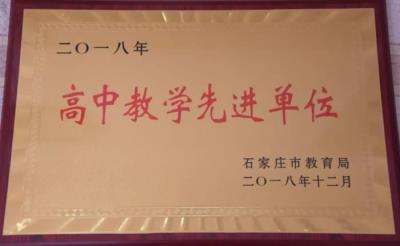 二〇一八年
高中教学先进单位
石家庄市教育局
二〇一八年十二月